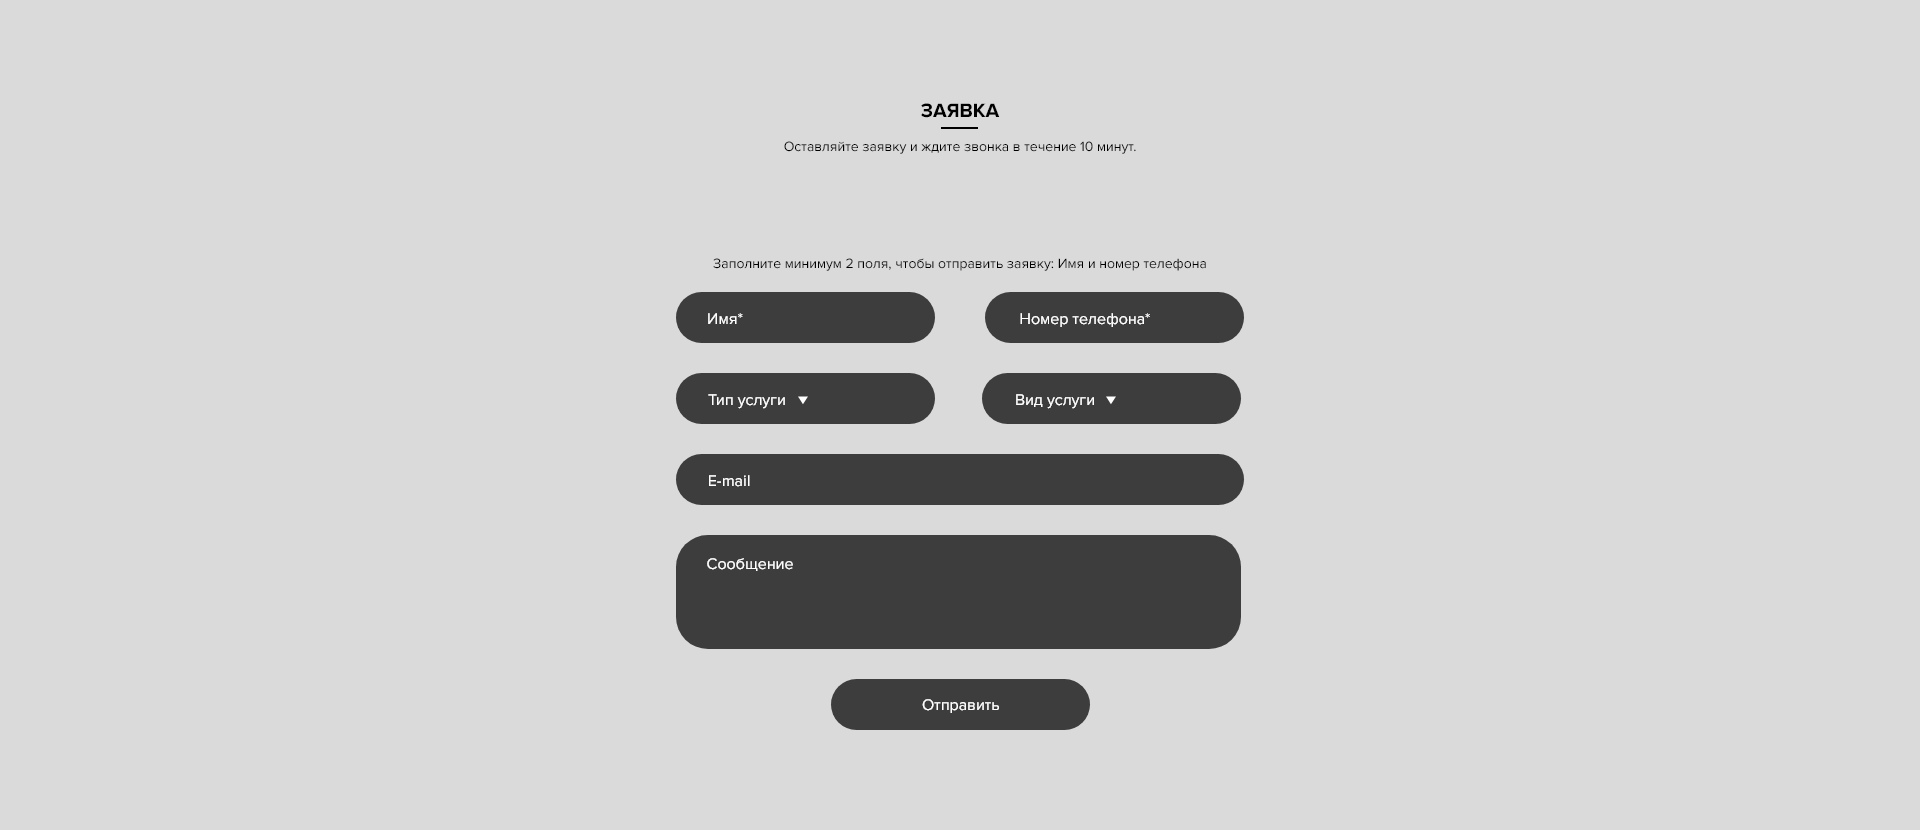 ЗАЯВКА
Оставляйте заявку и ждите звонка в течение 10 минут.
Заполните минимум 2 поля, чтобы отправить заявку: Имя и номер телефона
Имя*
Номер телефона*
Тип услуги ▼
Вид услуги ▼
E-mail
Сообщение
Отправить